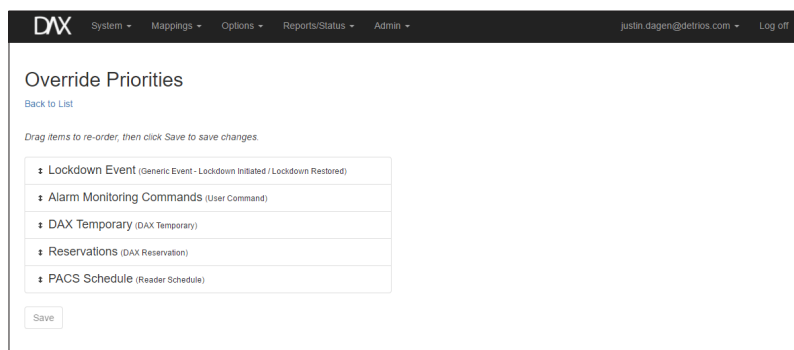 DAX System Mappings Options Reports/Status Admin justin.dagen@detrios.com Log off
Override Priorities
Back to List
Drag items to re-order, then click Save to save changes.
Lockdown Event (Generic Event - Lockdown Initiated / Lockdown Restored)
Alarm Monitoring Commands (User Command)
DAX Temporary (DAX Temporary)
Reservations (DAX Reservation)
PACS Schedule (Reader Schedule)
Save